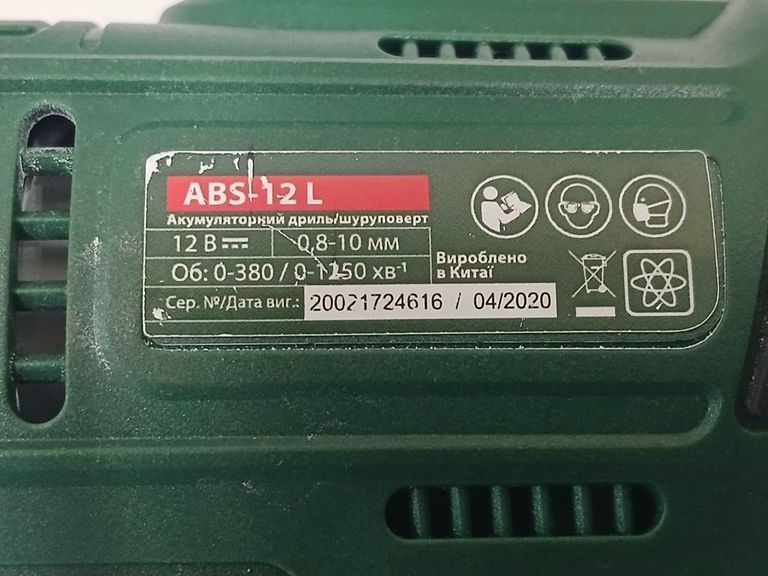 ABS-12 L
Акумуляторний дриль/шуруповерт
12 В 0,8-10 мм
Об: 0-380 / 0-1250 хв⁻¹
Вироблено
в Китаї
Сер. №/Дата виг.: 20021724616 / 04/2020